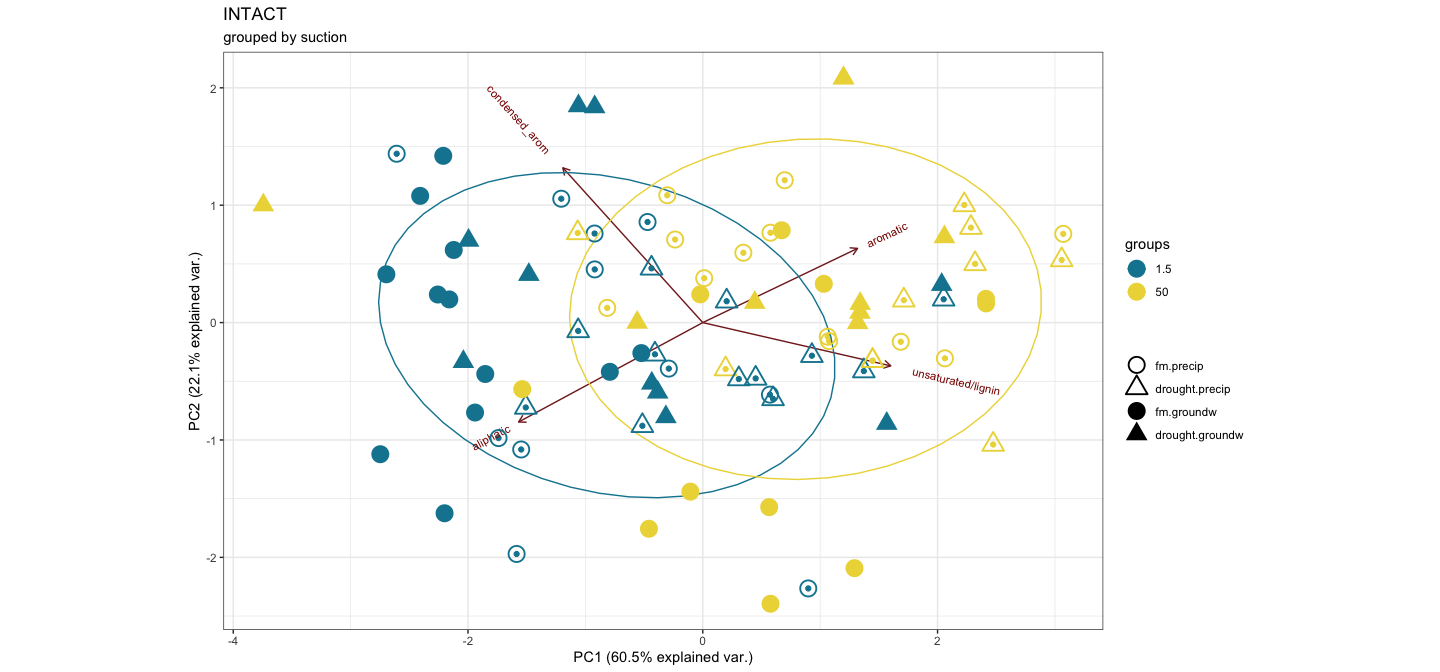 INTACT
grouped by suction
condensed_arom
aromatic
unsaturated/lignin
aliphatic
2
1
0
-1
-2
-4
-2
0
2
PC1 (60.5% explained var.)
PC2 (22.1% explained var.)
groups
1.5
50
fm.precip
drought.precip
fm.groundw
drought.groundw